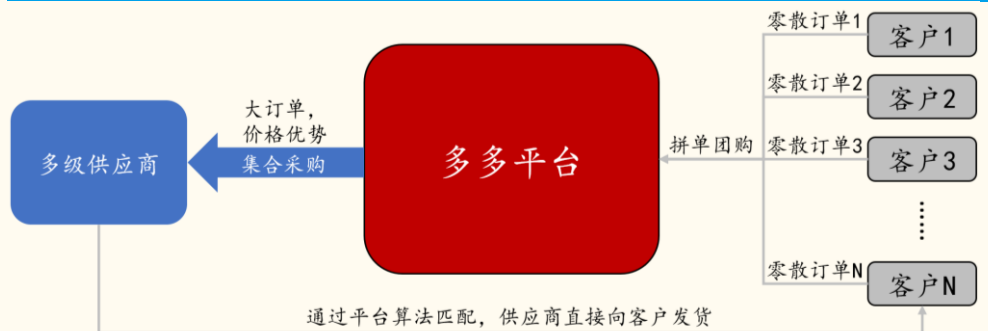 零散订单1
客户1
大订单，
价格优势
集合采购
多级供应商
多多平台
拼单团购
零散订单2
客户2
零散订单3
客户3
……
零散订单N
客户N
通过平台算法匹配，供应商直接向客户发货